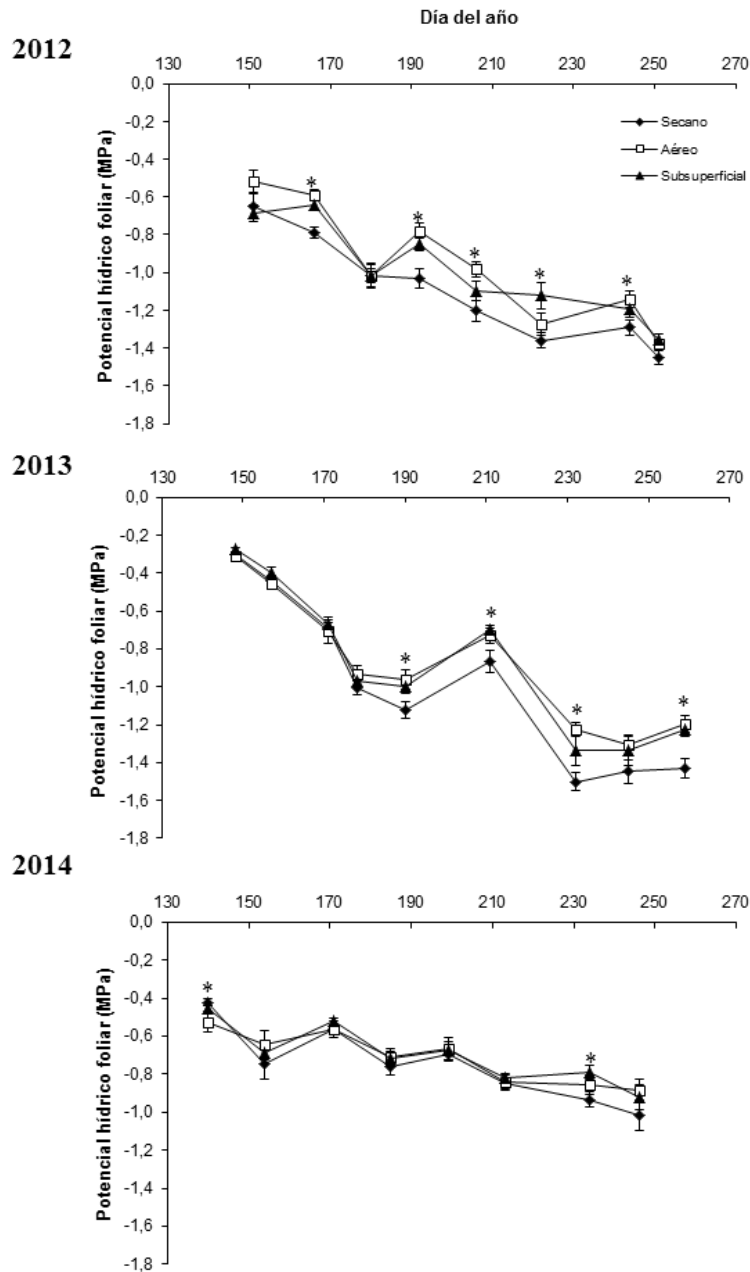 Día del año
2012
130 150 170 190 210 230 250 270
0,0
-0,2
-0,4
-0,6
-0,8
-1,0
-1,2
-1,4
-1,6
-1,8
Potencial hídrico foliar (MPa)
Secano
Aéreo
Subsuperficial
* * * * *
2013
130 150 170 190 210 230 250 270
0,0
-0,2
-0,4
-0,6
-0,8
-1,0
-1,2
-1,4
-1,6
-1,8
Potencial hídrico foliar (MPa)
* * * *
2014
130 150 170 190 210 230 250 270
0,0
-0,2
-0,4
-0,6
-0,8
-1,0
-1,2
-1,4
-1,6
-1,8
Potencial hídrico foliar (MPa)
* *